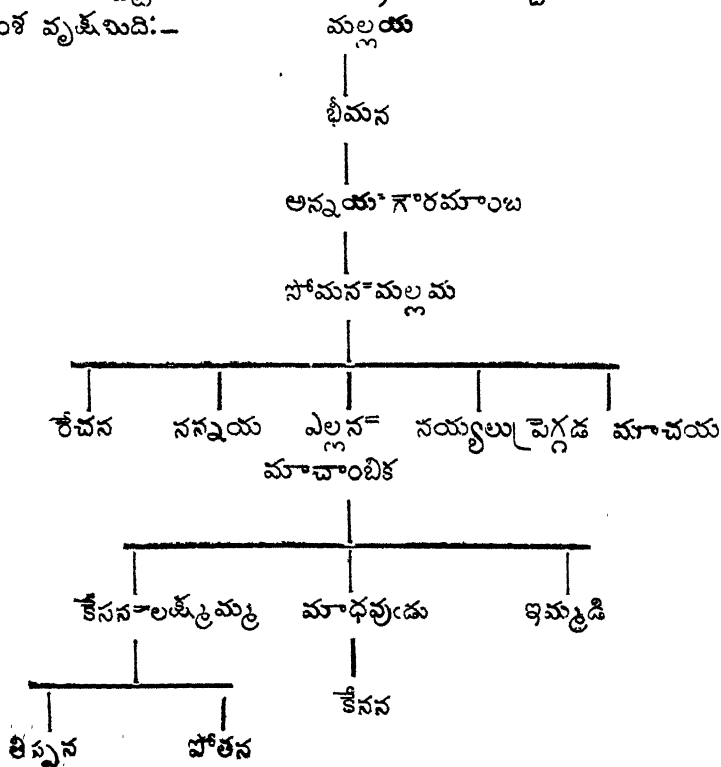 వృక్షమిది:— మల్లయ
భీమన
అన్నయ=గౌరమాంబ
సోమన=మల్లమ
రేచన నన్నయ ఎల్లన= నయ్యలు ప్రెగ్గడ మాచయ
మాచాంబిక
కేసన=లక్ష్మమ్మ మాధవుఁడు ఇమ్మడి
కేనన
తిప్పన పోతన